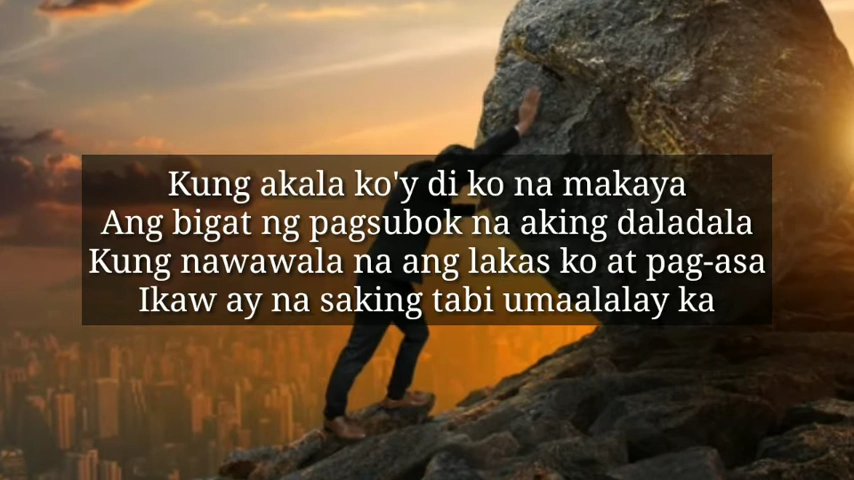 Kung akala ko'y di ko na makaya
Ang bigat ng pagsubok na aking daladala
Kung nawawala na ang lakas ko at pag-asa
Ikaw ay na saking tabi umaalalay ka